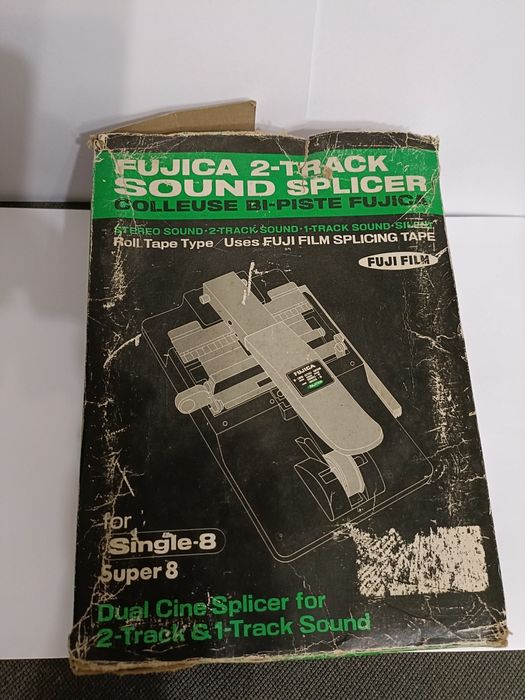 FUJICA 2-TRACK
SOUND SPLICER
COLLEUSE BI-PISTE FUJICA
STEREO SOUND·2-TRACK SOUND·1-TRACK SOUND·SILENT
Roll Tape Type Uses FUJI FILM SPLICING TAPE
FUJI FILM
FUJICA
for
Single-8
Super 8
Dual Cine Splicer for
2-Track & 1-Track Sound